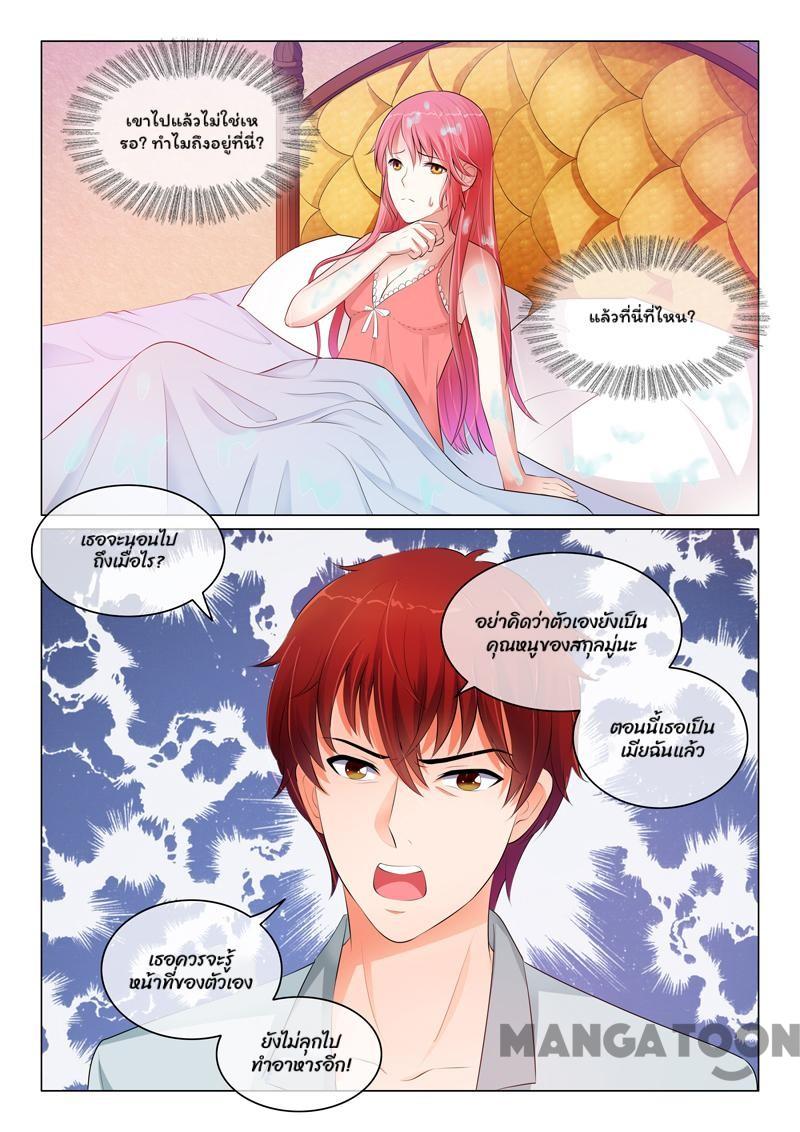 เขาไปแล้วไม่ใช่เห
รอ? ทำไมถึงอยู่ที่นี่?
แล้วที่นี่ที่ไหน?
เธอจะนอนไป
ถึงเมื่อไร?
อย่าคิดว่าตัวเองยังเป็น
คุณหนูของสกุลมู่นะ
ตอนนี้เธอเป็น
เมียฉันแล้ว
เธอควรจะรู้
หน้าที่ของตัวเอง
ยังไม่ลุกไป
ทำอาหารอีก!
MANGATOON